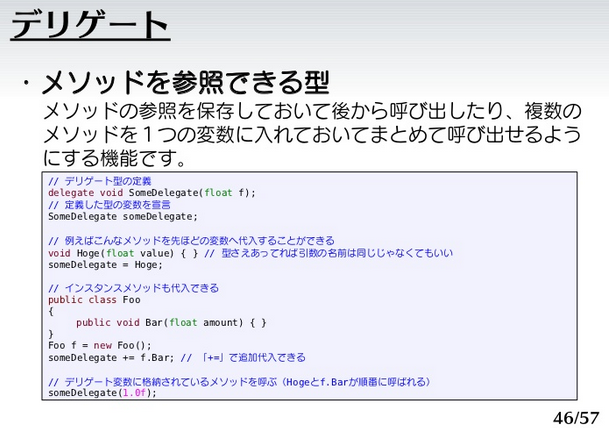 デリゲート
・メソッドを参照できる型
メソッドの参照を保存しておいて後から呼び出したり、複数の
メソッドを１つの変数に入れておいてまとめて呼び出せるよう
にする機能です。
// デリゲート型の定義
delegate void SomeDelegate(float f);
// 定義した型の変数を宣言
SomeDelegate someDelegate;
// 例えばこんなメソッドを先ほどの変数へ代入することができる
void Hoge(float value) { } // 型さえあってれば引数の名前は同じじゃなくてもいい
someDelegate = Hoge;
// インスタンスメソッドも代入できる
public class Foo
{
public void Bar(float amount) { }
}
Foo f = new Foo();
someDelegate += f.Bar; // 「+=」で追加代入できる
// デリゲート変数に格納されているメソッドを呼ぶ（Hogeとf.Barが順番に呼ばれる）
someDelegate(1.0f);
46/57